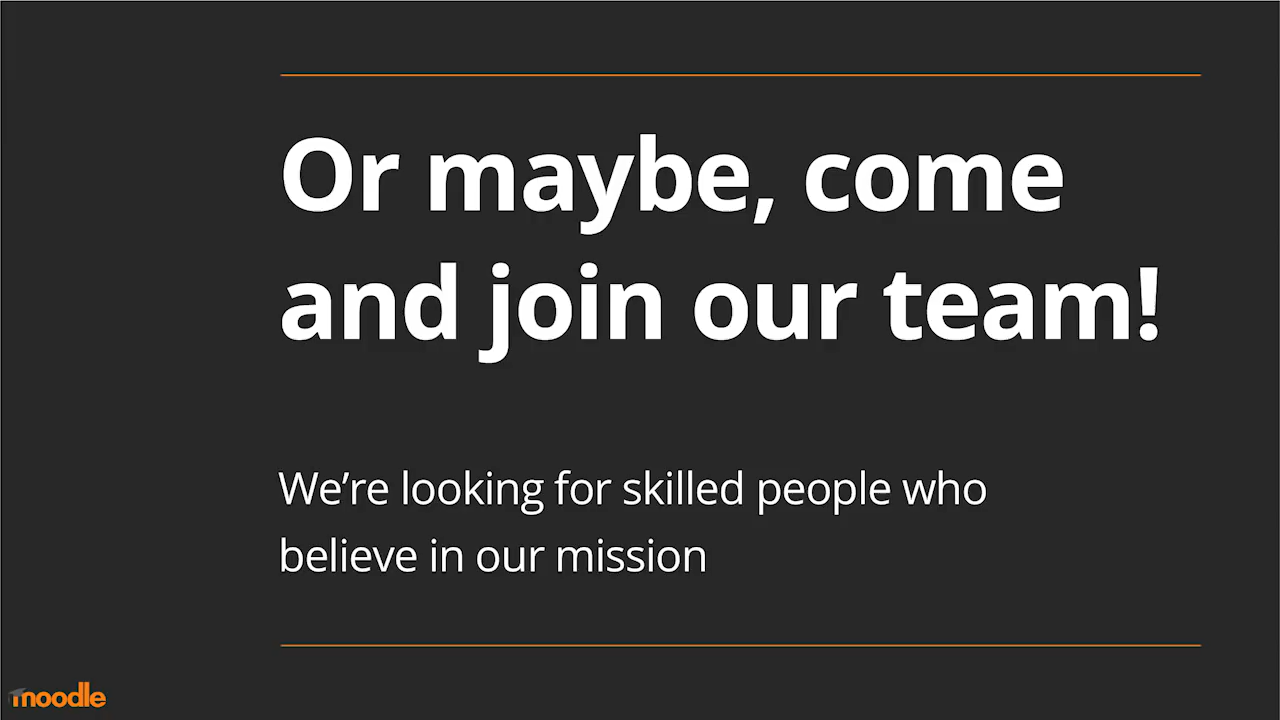 Or maybe, come
and join our team!
We’re looking for skilled people who
believe in our mission
moodle